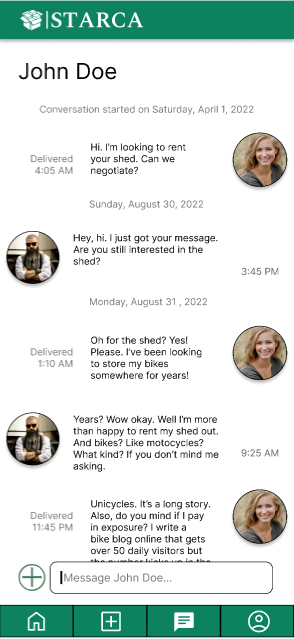 STARCA
John Doe
Conversation started on Saturday, April 1, 2022
Hi. I'm looking to rent
your shed. Can we
negotiate?
Delivered
4:05 AM
Sunday, August 30, 2022
Hey, hi. I just got your message.
Are you still interested in the
shed?
3:45 PM
Monday, August 31 , 2022
Oh for the shed? Yes!
Please. I've been looking
to store my bikes
somewhere for years!
Delivered
1:10 AM
Years? Wow okay. Well I'm more
than happy to rent my shed out.
And bikes? Like motocycles?
What kind? If you don't mind me
asking.
9:25 AM
Unicycles. It's a long story.
Also, do you mind if I pay
in exposure? I write a
bike blog online that gets
over 50 daily visitors but
the number kicks up in the
Delivered
11:45 PM
Message John Doe...